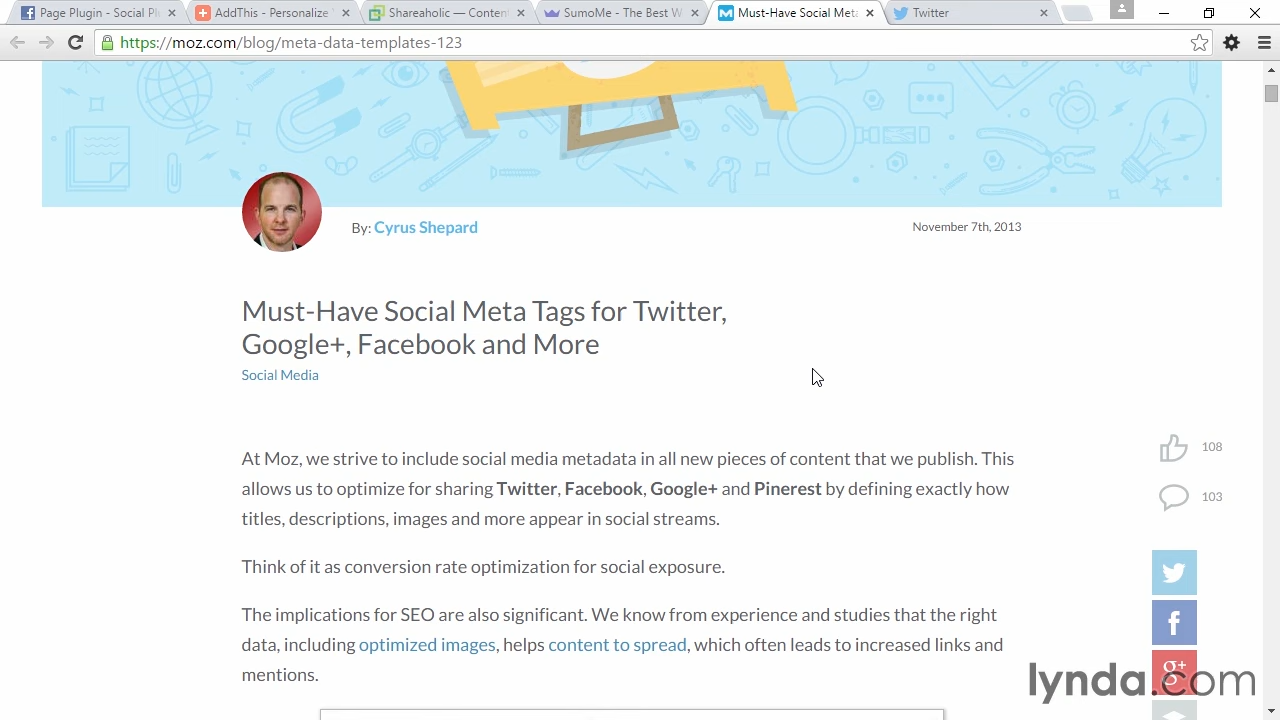 Page Plugin - Social Pl
AddThis - Personalize
Shareaholic — Conten
SumoMe - The Best W
Must-Have Social Meta
Twitter
https://moz.com/blog/meta-data-templates-123
By: Cyrus Shepard
November 7th, 2013
Must-Have Social Meta Tags for Twitter,
Google+, Facebook and More
Social Media
At Moz, we strive to include social media metadata in all new pieces of content that we publish. This
allows us to optimize for sharing Twitter, Facebook, Google+ and Pinerest by defining exactly how
titles, descriptions, images and more appear in social streams.
Think of it as conversion rate optimization for social exposure.
The implications for SEO are also significant. We know from experience and studies that the right
data, including optimized images, helps content to spread, which often leads to increased links and
mentions.
108
103
g+
lynda.com